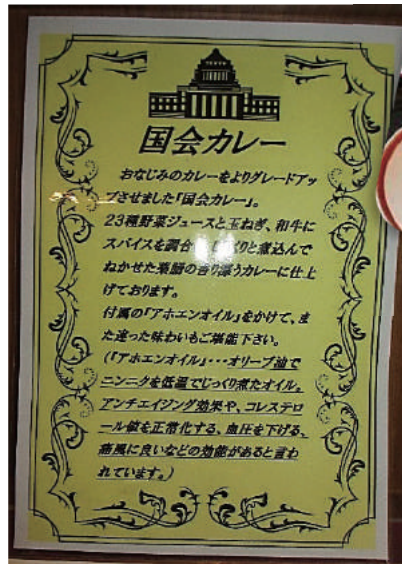 国会カレー
おなじみのカレーをよりグレードアッ
プさせました「国会カレー」。
23種野菜ジュースと玉ねぎ、和牛に
スパイスを調合 じっくりと煮込んで
ねかせた薬膳の香り漂うカレーに仕上
げております。
付属の「アホエンオイル」をかけて、ま
た違った味わいもご堪能下さい。
(「アホエンオイル」・・・オリーブ油で
ニンニクを低温でじっくり煮たオイル。
アンチエイジング効果や、コレステロ
ール値を正常化する、血圧を下げる、
痛風に良いなどの効能があると言わ
れています。)